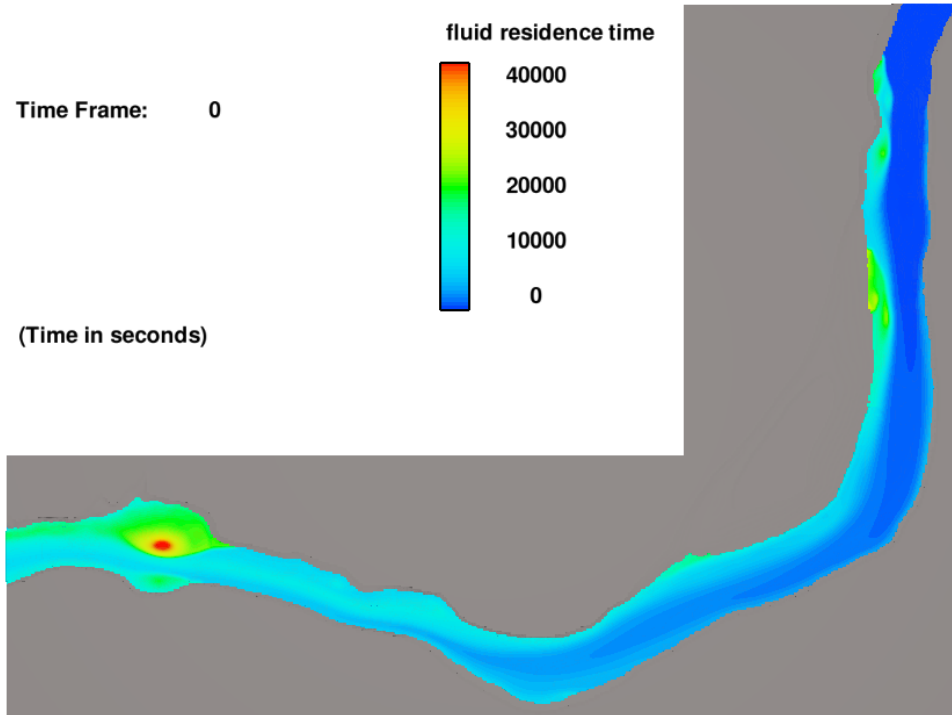 fluid residence time
40000
Time Frame: 0
30000
20000
10000
0
(Time in seconds)